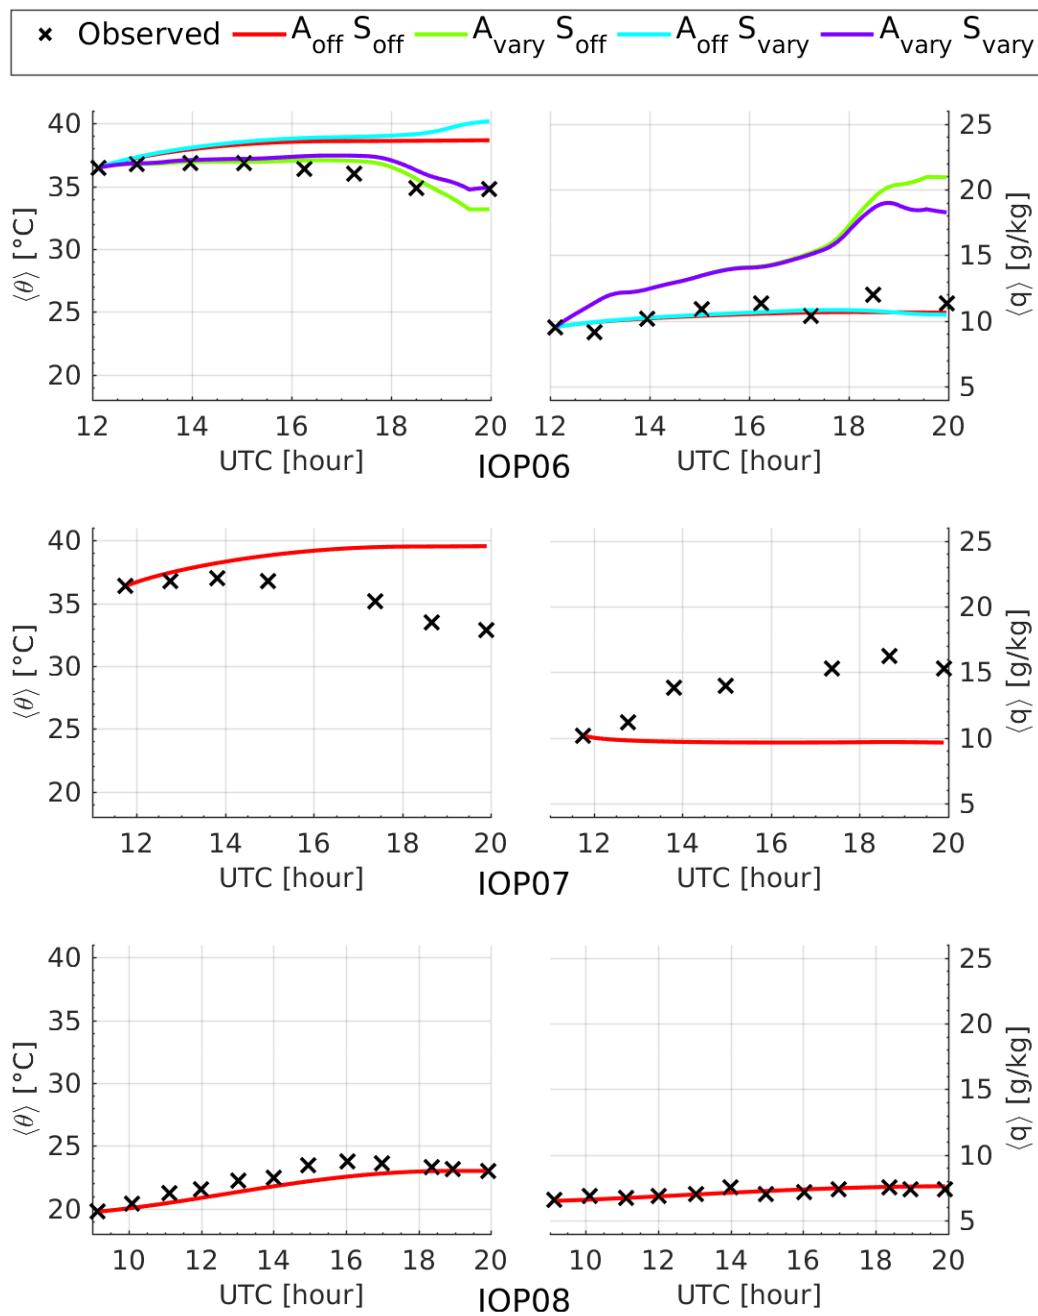 Observed A_off S_off A_vary S_off A_off S_vary A_vary S_vary
40
35
30
25
20
⟨θ⟩ [°C]
12 14 16 18 20
UTC [hour]
25
20
15
10
5
⟨q⟩ [g/kg]
12 14 16 18 20
UTC [hour]
IOP06
40
35
30
25
20
⟨θ⟩ [°C]
12 14 16 18 20
UTC [hour]
25
20
15
10
5
⟨q⟩ [g/kg]
12 14 16 18 20
UTC [hour]
IOP07
40
35
30
25
20
⟨θ⟩ [°C]
10 12 14 16 18 20
UTC [hour]
25
20
15
10
5
⟨q⟩ [g/kg]
10 12 14 16 18 20
UTC [hour]
IOP08